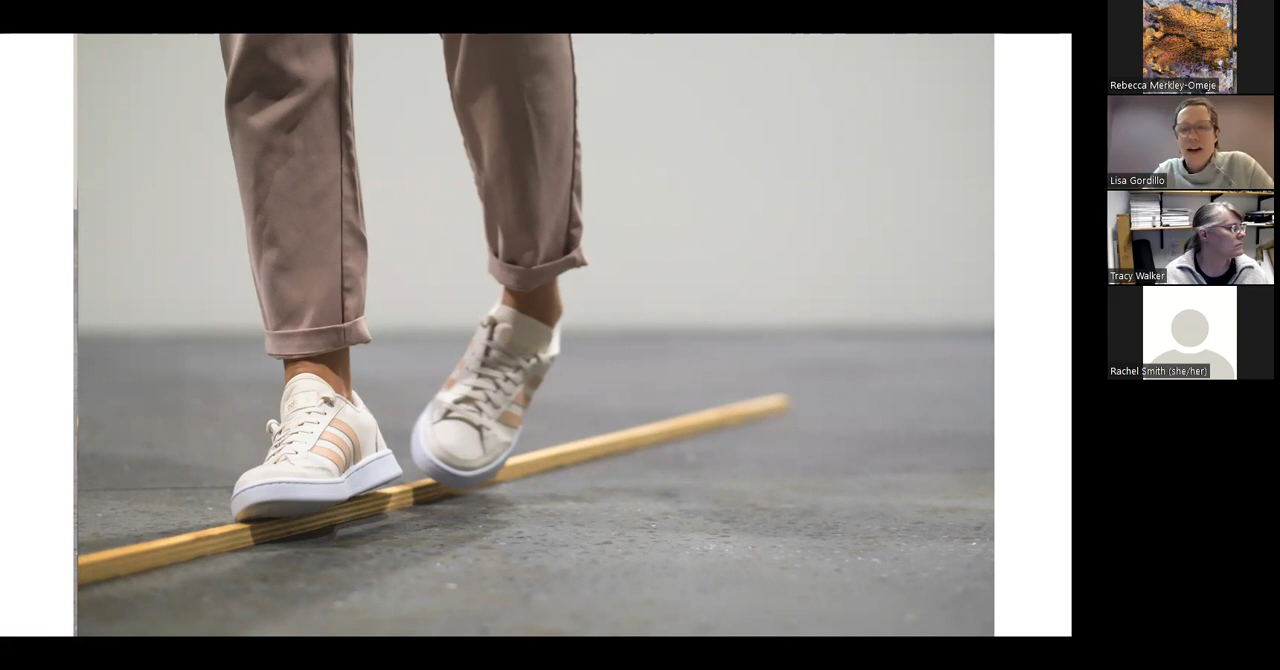 Rebecca Merkley-Omeje
Lisa Gordillo
Tracy Walker
Rachel Smith (she/her)